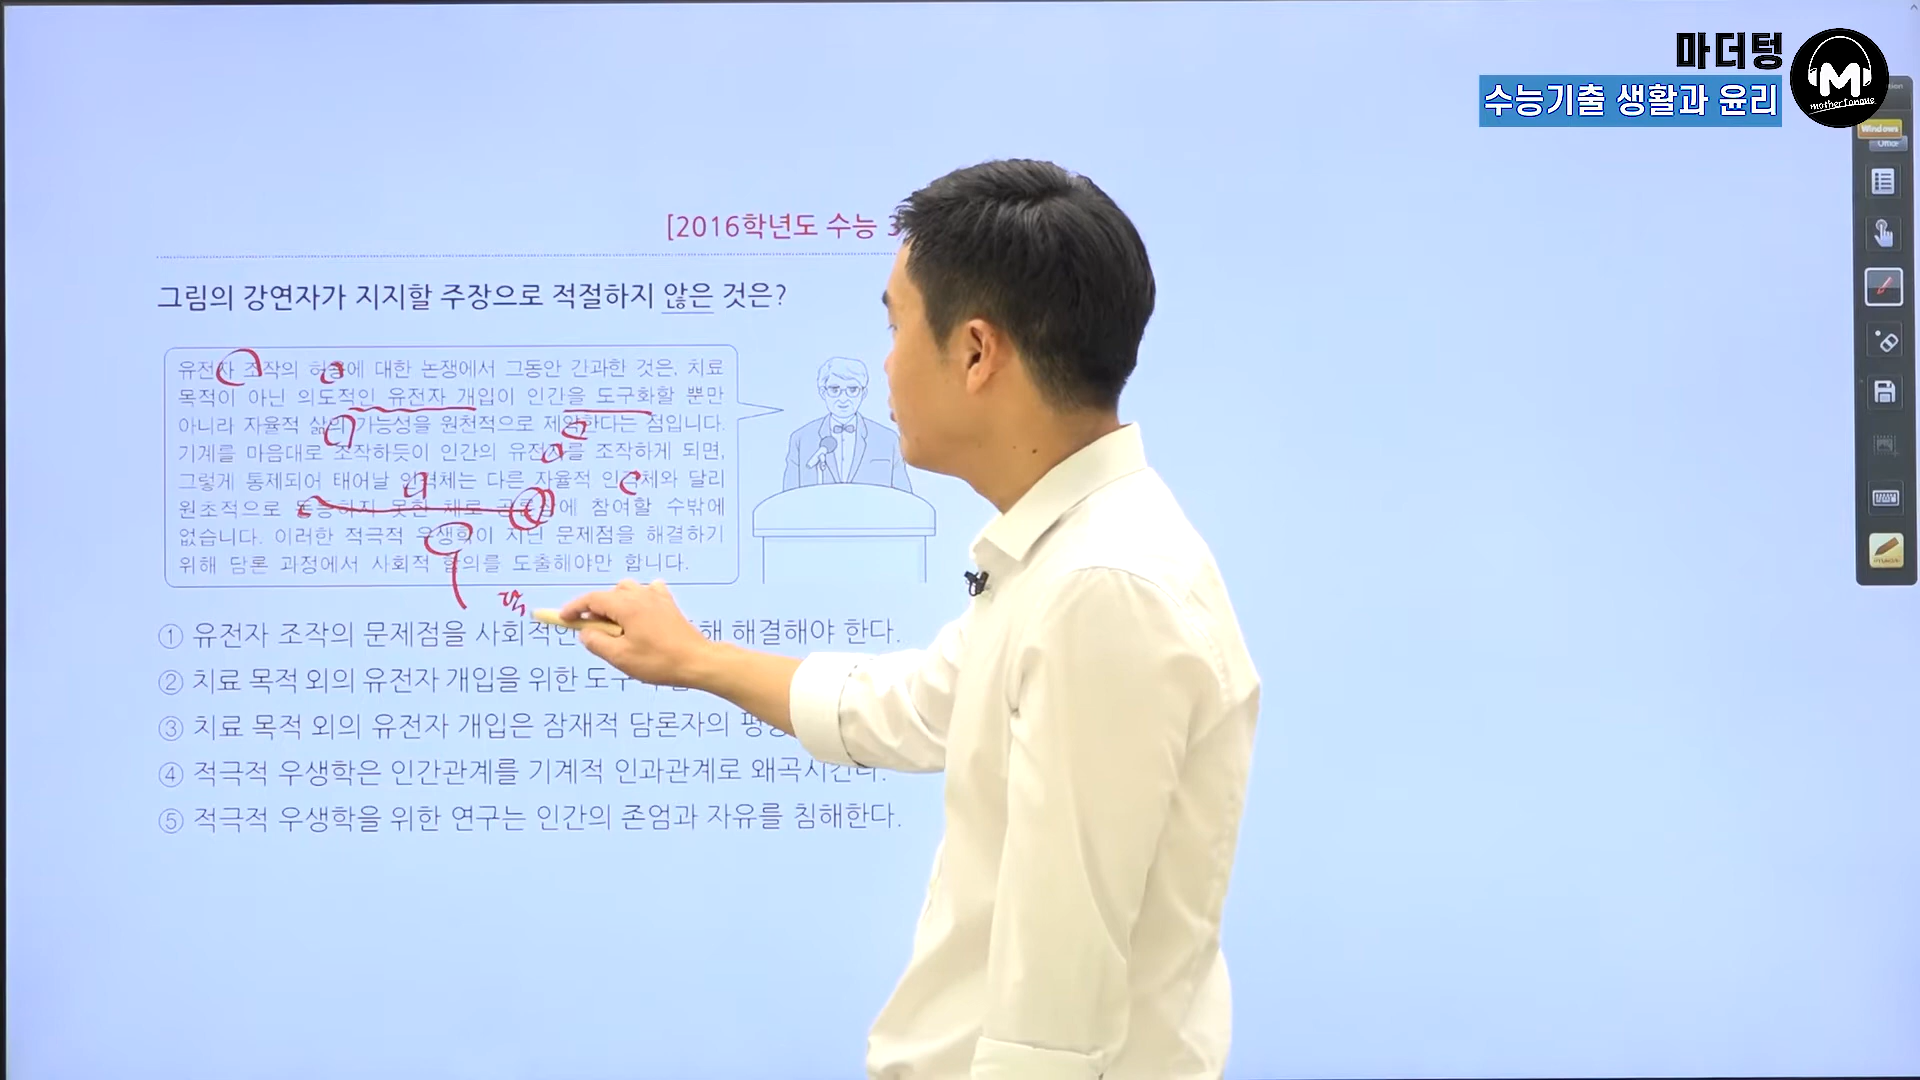 마더텅
수능기출 생활과 윤리
M
mothertongue
Windows
Office
[2016학년도 수능 3
그림의 강연자가 지지할 주장으로 적절하지 않은 것은?
유전자 조작의 허용에 대한 논쟁에서 그동안 간과한 것은, 치료
목적이 아닌 의도적인 유전자 개입이 인간을 도구화할 뿐만
아니라 자율적 삶의 가능성을 원천적으로 제약한다는 점입니다.
기계를 마음대로 조작하듯이 인간의 유전자를 조작하게 되면,
그렇게 통제되어 태어날 인격체는 다른 자율적 인격체와 달리
원초적으로 동등하지 못한 채로 공론장에 참여할 수밖에
없습니다. 이러한 적극적 우생학이 지닌 문제점을 해결하기
위해 담론 과정에서 사회적 합의를 도출해야만 합니다.
① 유전자 조작의 문제점을 사회적인 해 해결해야 한다.
② 치료 목적 외의 유전자 개입을 위한 도구
③ 치료 목적 외의 유전자 개입은 잠재적 담론자의
④ 적극적 우생학은 인간관계를 기계적 인과관계로 왜곡시킨다.
⑤ 적극적 우생학을 위한 연구는 인간의 존엄과 자유를 침해한다.